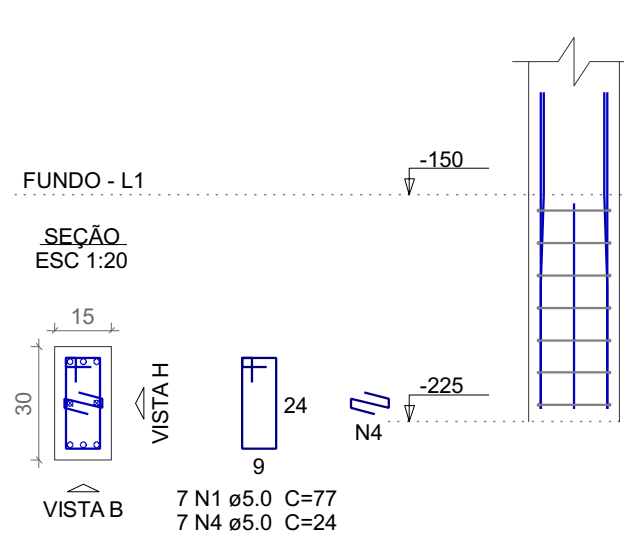 -150
FUNDO - L1
SEÇÃO
ESC 1:20
15
30
VISTA H
VISTA B
24
9
N4
-225
7 N1 ø5.0 C=77
7 N4 ø5.0 C=24